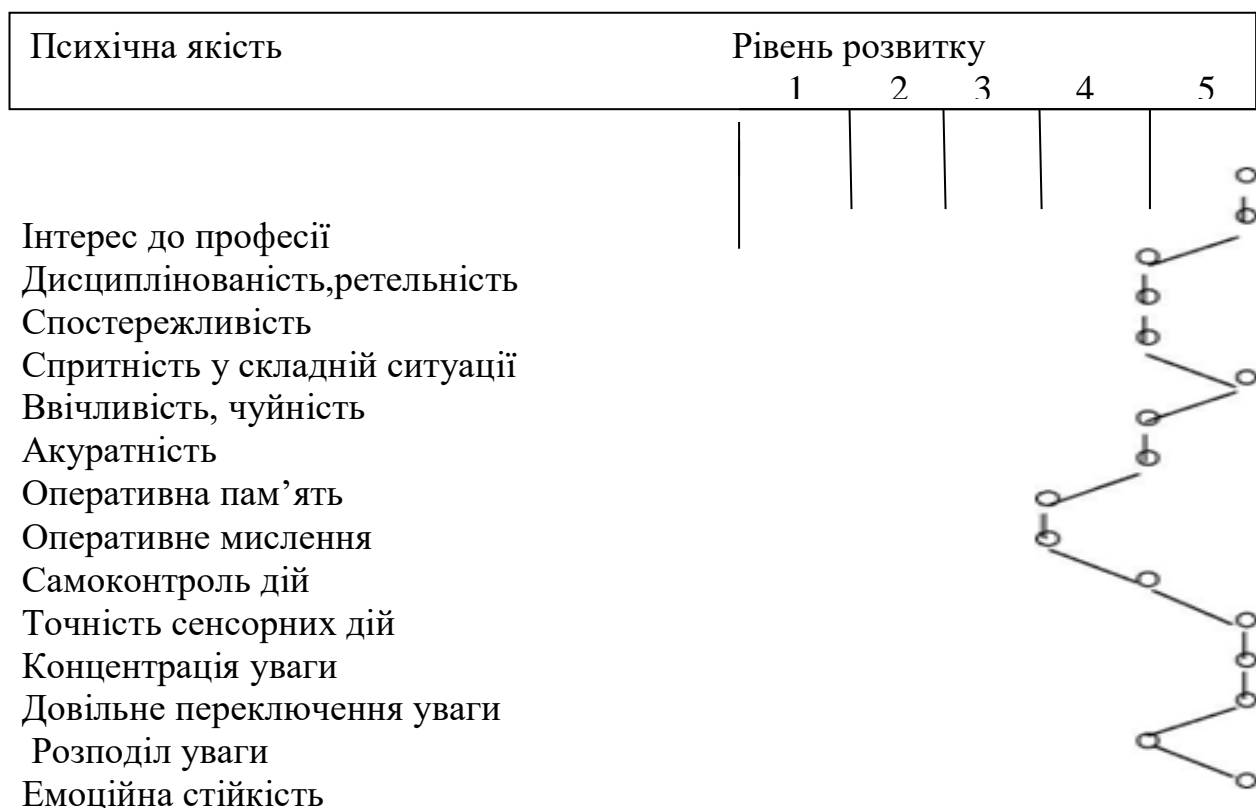 Психічна якість Рівень розвитку
1 2 3 4 5
Інтерес до професії
Дисциплінованість,ретельність
Спостережливість
Спритність у складній ситуації
Ввічливість, чуйність
Акуратність
Оперативна пам’ять
Оперативне мислення
Самоконтроль дій
Точність сенсорних дій
Концентрація уваги
Довільне переключення уваги
Розподіл уваги
Емоційна стійкість